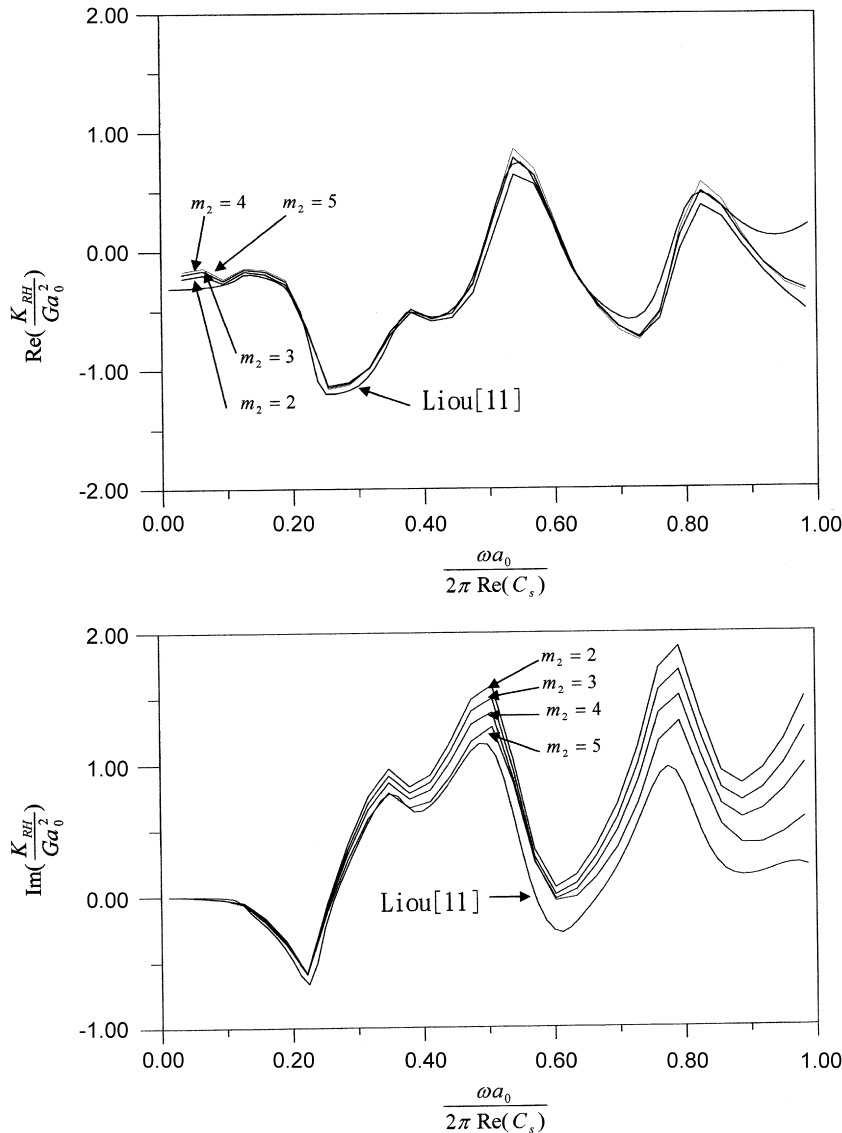 2.00
1.00
0.00
-1.00
-2.00
Re(K_RH/Ga_0^2)
m_2 = 4
m_2 = 5
m_2 = 3
m_2 = 2
Liou[11]
0.00 0.20 0.40 0.60 0.80 1.00
ωa_0
2π Re(C_s)
2.00
1.00
0.00
-1.00
Im(K_RH/Ga_0^2)
m_2 = 2
m_2 = 3
m_2 = 4
m_2 = 5
Liou[11]
0.00 0.20 0.40 0.60 0.80 1.00
ωa_0
2π Re(C_s)